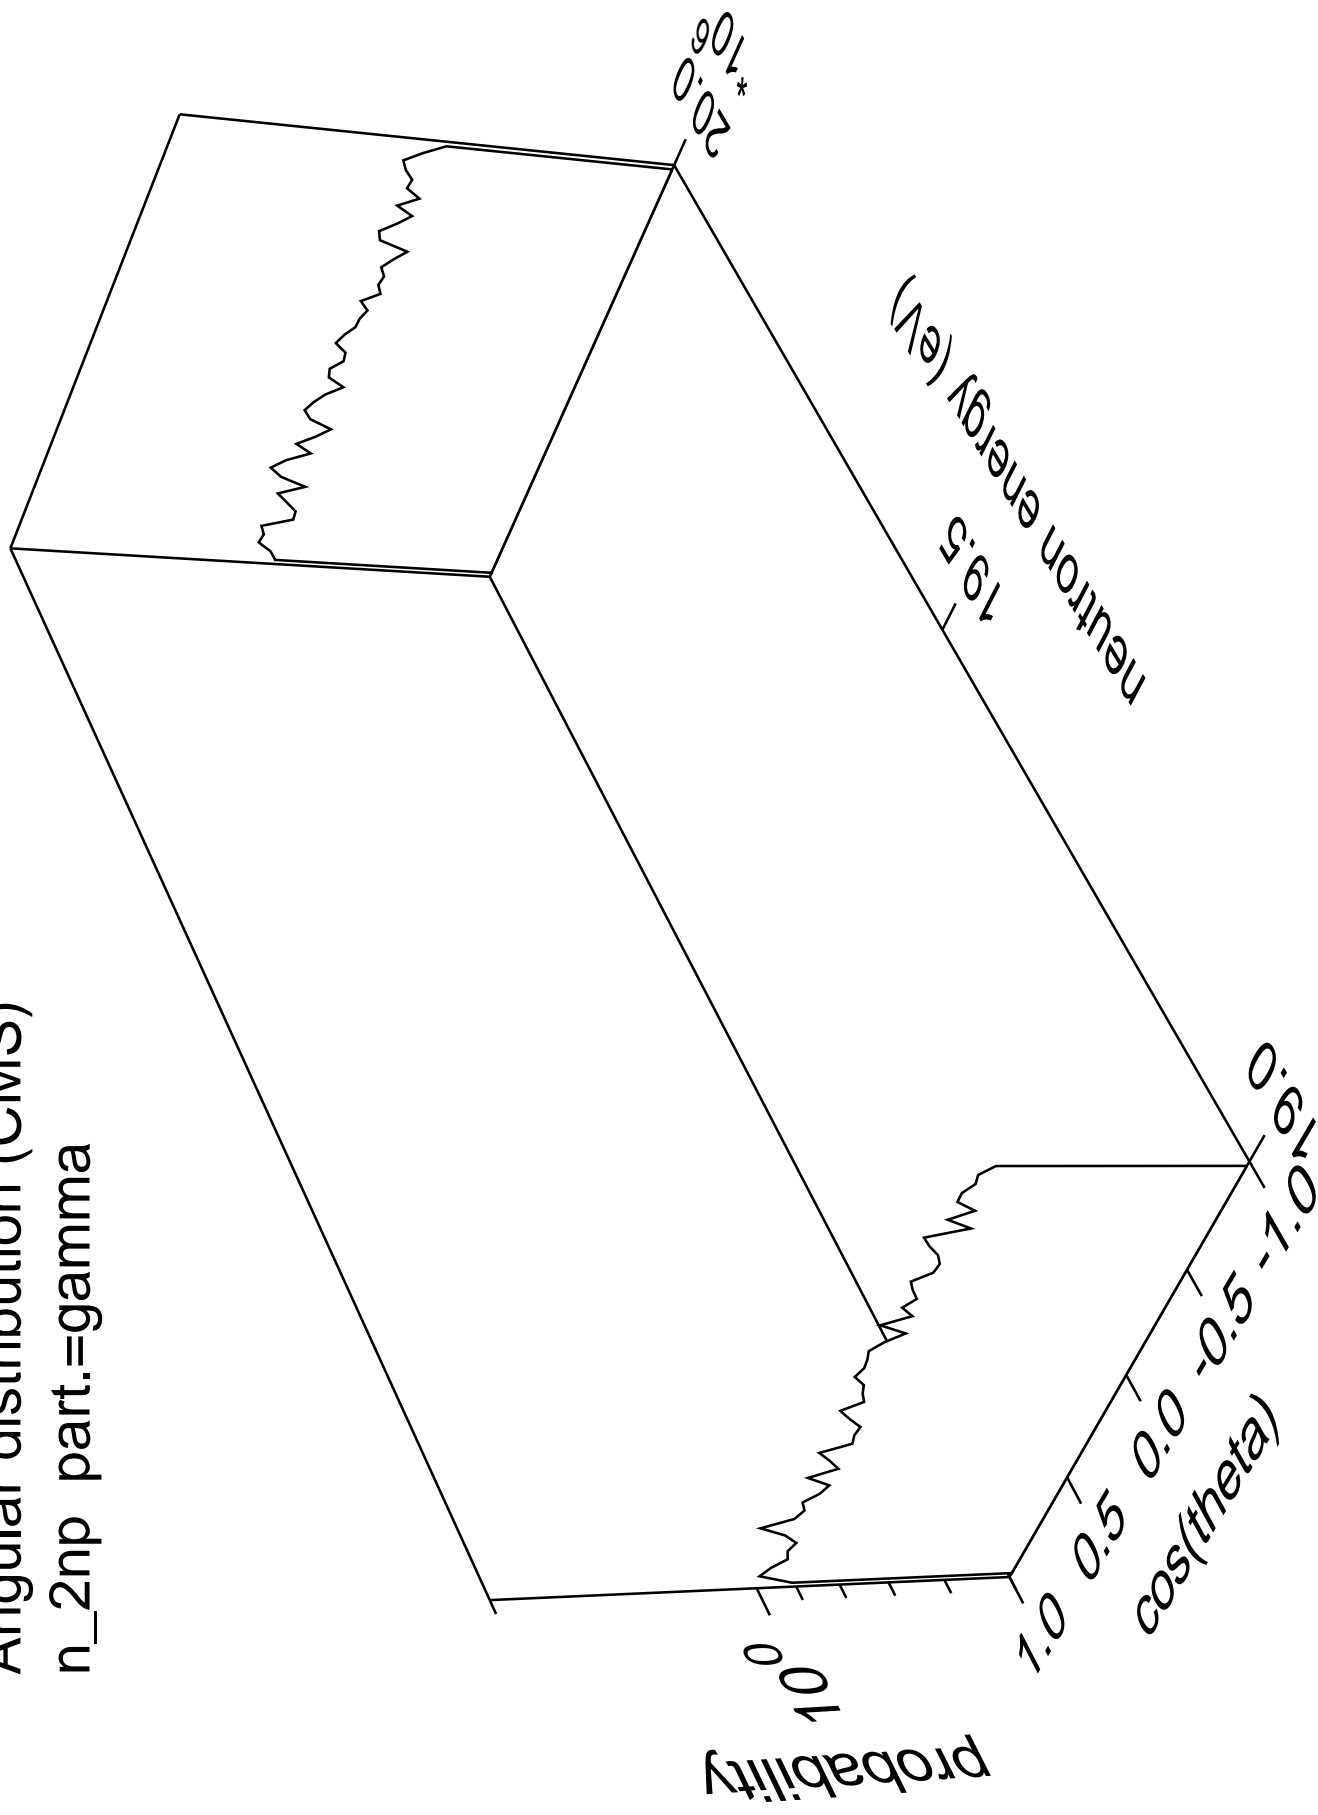 Angular distribution (CMS)
n_2np part.=gamma
probability
10 0
1.0 0.5 0.0 -0.5 -1.0
cos(theta)
19.0 19.5 20.0
* 10 6
neutron energy (eV)